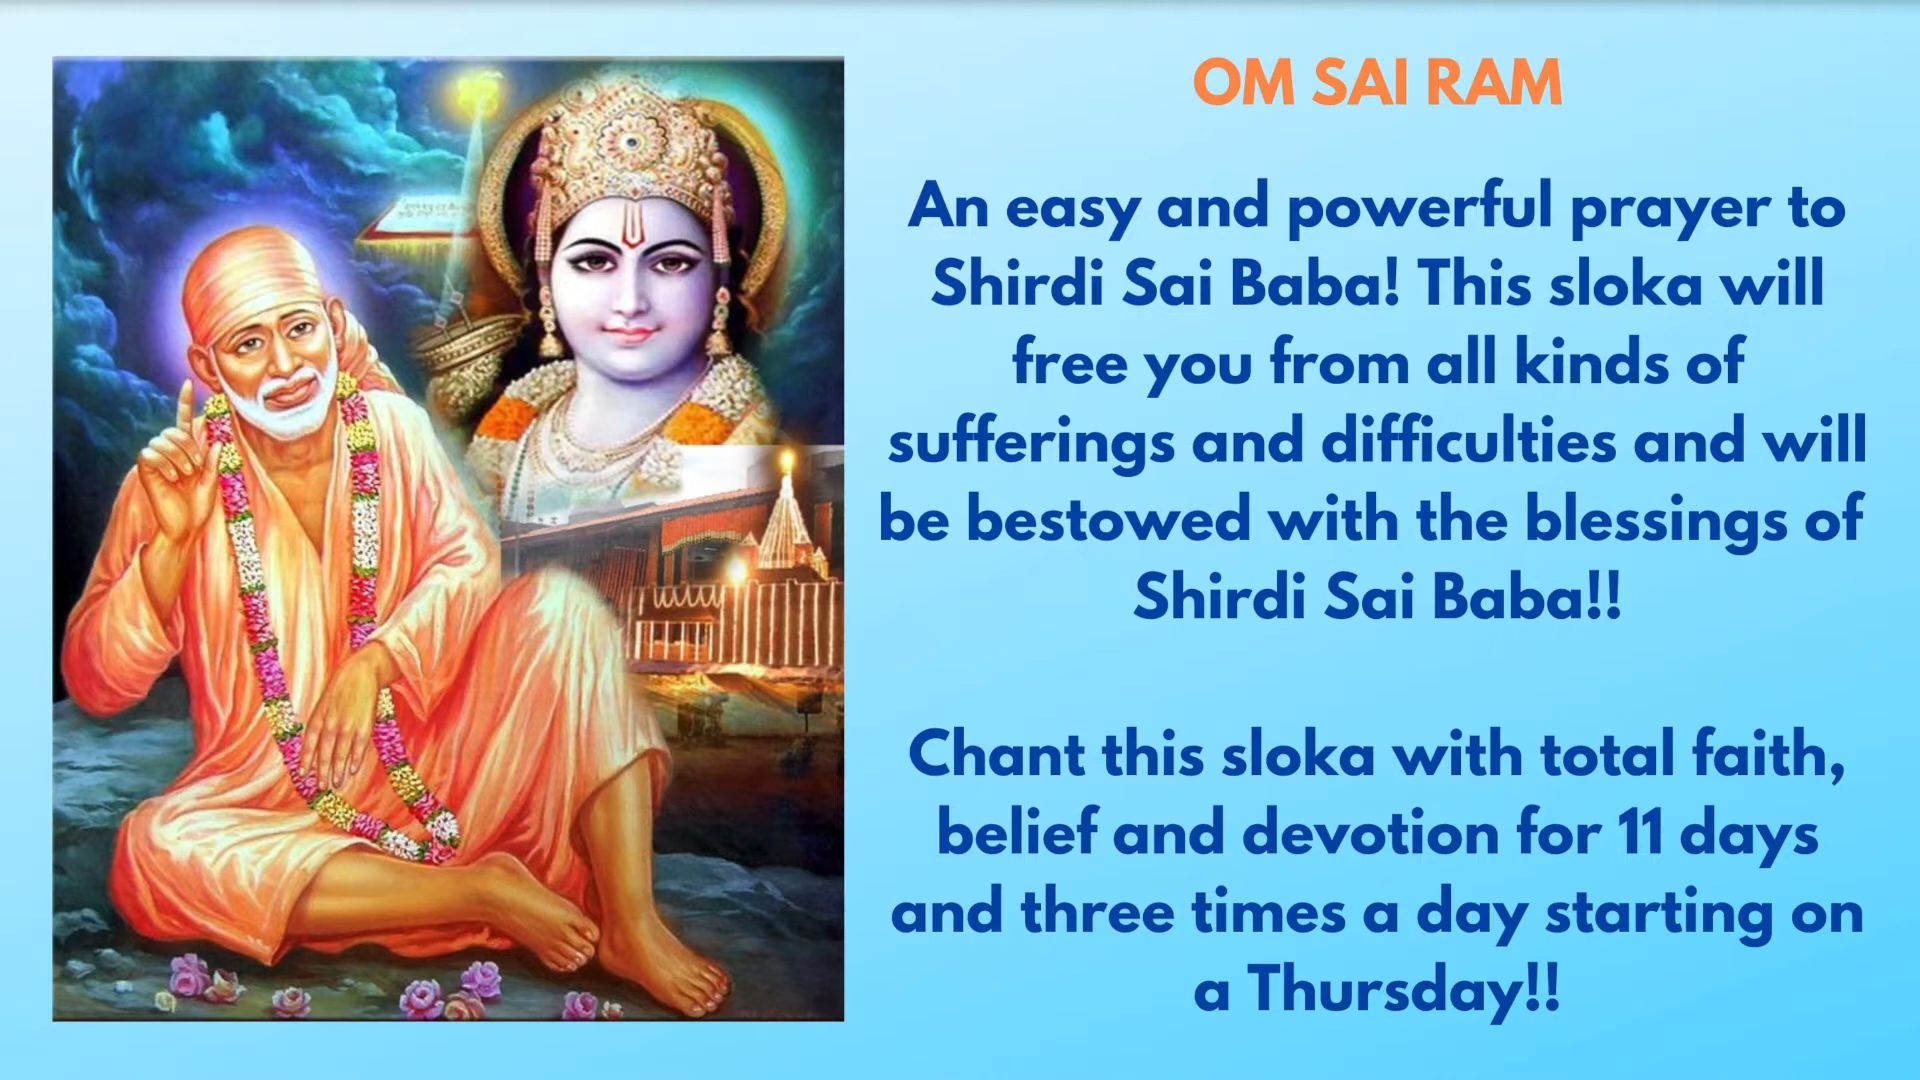 OM SAI RAM
An easy and powerful prayer to
Shirdi Sai Baba! This sloka will
free you from all kinds of
sufferings and difficulties and will
be bestowed with the blessings of
Shirdi Sai Baba!!
Chant this sloka with total faith,
belief and devotion for 11 days
and three times a day starting on
a Thursday!!